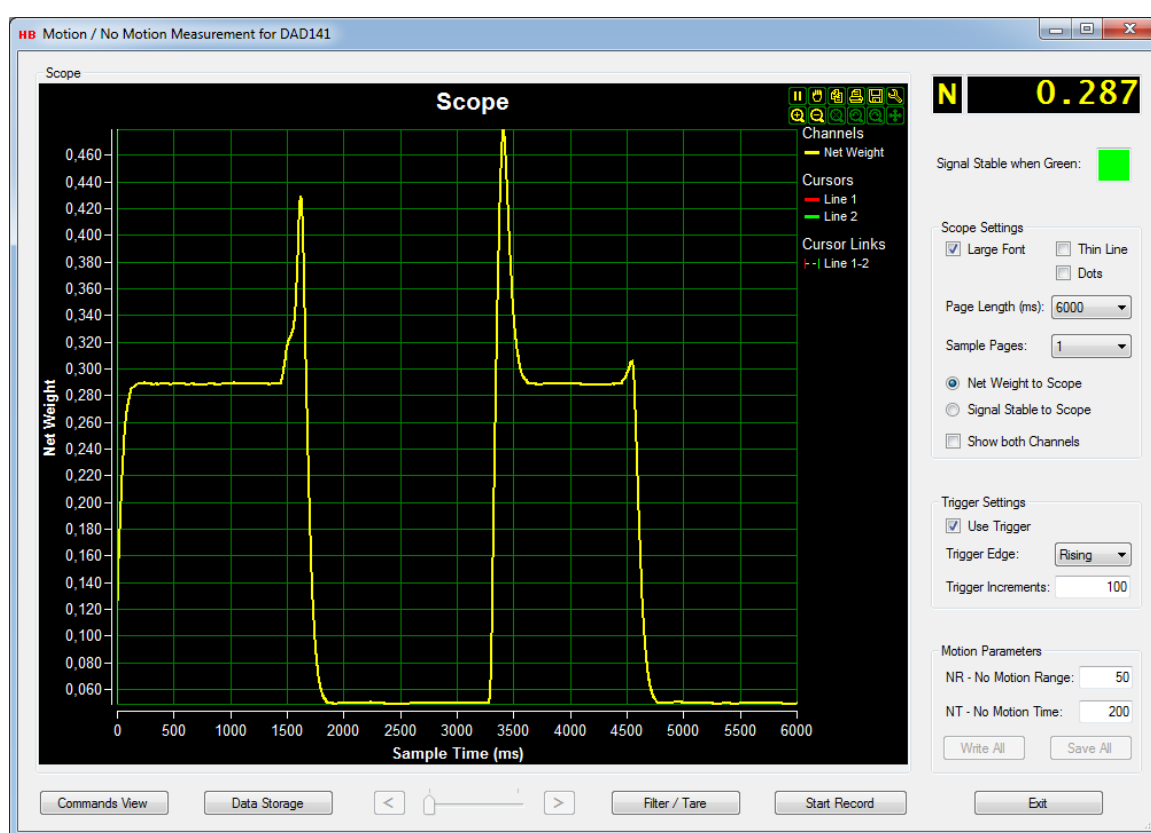 HB Motion / No Motion Measurement for DAD141
Scope
Scope
Channels
Net Weight
Cursors
Line 1
Line 2
Cursor Links
Line 1-2
0,460
0,440
0,420
0,400
0,380
0,360
0,340
0,320
0,300
0,280
0,260
0,240
0,220
0,200
0,180
0,160
0,140
0,120
0,100
0,080
0,060
Net Weight
0 500 1000 1500 2000 2500 3000 3500 4000 4500 5000 5500 6000
Sample Time (ms)
N 0.287
Signal Stable when Green:
Scope Settings
Large Font Thin Line
Dots
Page Length (ms): 6000
Sample Pages: 1
Net Weight to Scope
Signal Stable to Scope
Show both Channels
Trigger Settings
Use Trigger
Trigger Edge: Rising
Trigger Increments: 100
Motion Parameters
NR - No Motion Range: 50
NT - No Motion Time: 200
Write All Save All
Commands View Data Storage < > Filter / Tare Start Record Exit